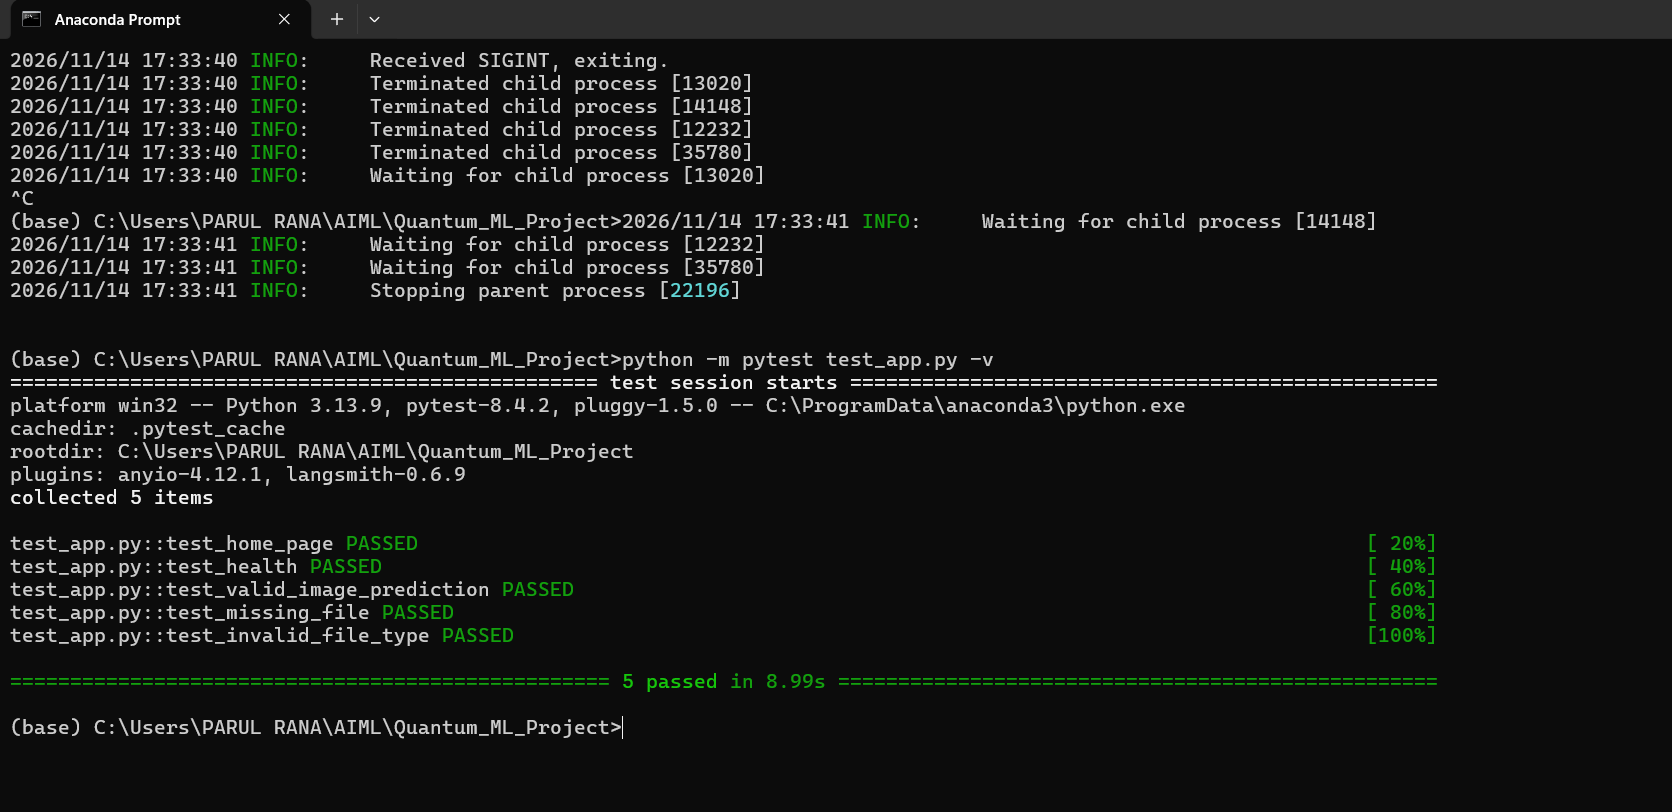 Anaconda Prompt
2026/11/14 17:33:40 INFO:     Received SIGINT, exiting.
2026/11/14 17:33:40 INFO:     Terminated child process [13020]
2026/11/14 17:33:40 INFO:     Terminated child process [14148]
2026/11/14 17:33:40 INFO:     Terminated child process [12232]
2026/11/14 17:33:40 INFO:     Terminated child process [35780]
2026/11/14 17:33:40 INFO:     Waiting for child process [13020]
^C
(base) C:\Users\PARUL RANA\AIML\Quantum_ML_Project>2026/11/14 17:33:41 INFO:     Waiting for child process [14148]
2026/11/14 17:33:41 INFO:     Waiting for child process [12232]
2026/11/14 17:33:41 INFO:     Waiting for child process [35780]
2026/11/14 17:33:41 INFO:     Stopping parent process [22196]
(base) C:\Users\PARUL RANA\AIML\Quantum_ML_Project>python -m pytest test_app.py -v
================================================= test session starts =================================================
platform win32 -- Python 3.13.9, pytest-8.4.2, pluggy-1.5.0 -- C:\ProgramData\anaconda3\python.exe
cachedir: .pytest_cache
rootdir: C:\Users\PARUL RANA\AIML\Quantum_ML_Project
plugins: anyio-4.12.1, langsmith-0.6.9
collected 5 items
test_app.py::test_home_page PASSED [ 20%]
test_app.py::test_health PASSED [ 40%]
test_app.py::test_valid_image_prediction PASSED [ 60%]
test_app.py::test_missing_file PASSED [ 80%]
test_app.py::test_invalid_file_type PASSED [100%]
================================================== 5 passed in 8.99s ==================================================
(base) C:\Users\PARUL RANA\AIML\Quantum_ML_Project>